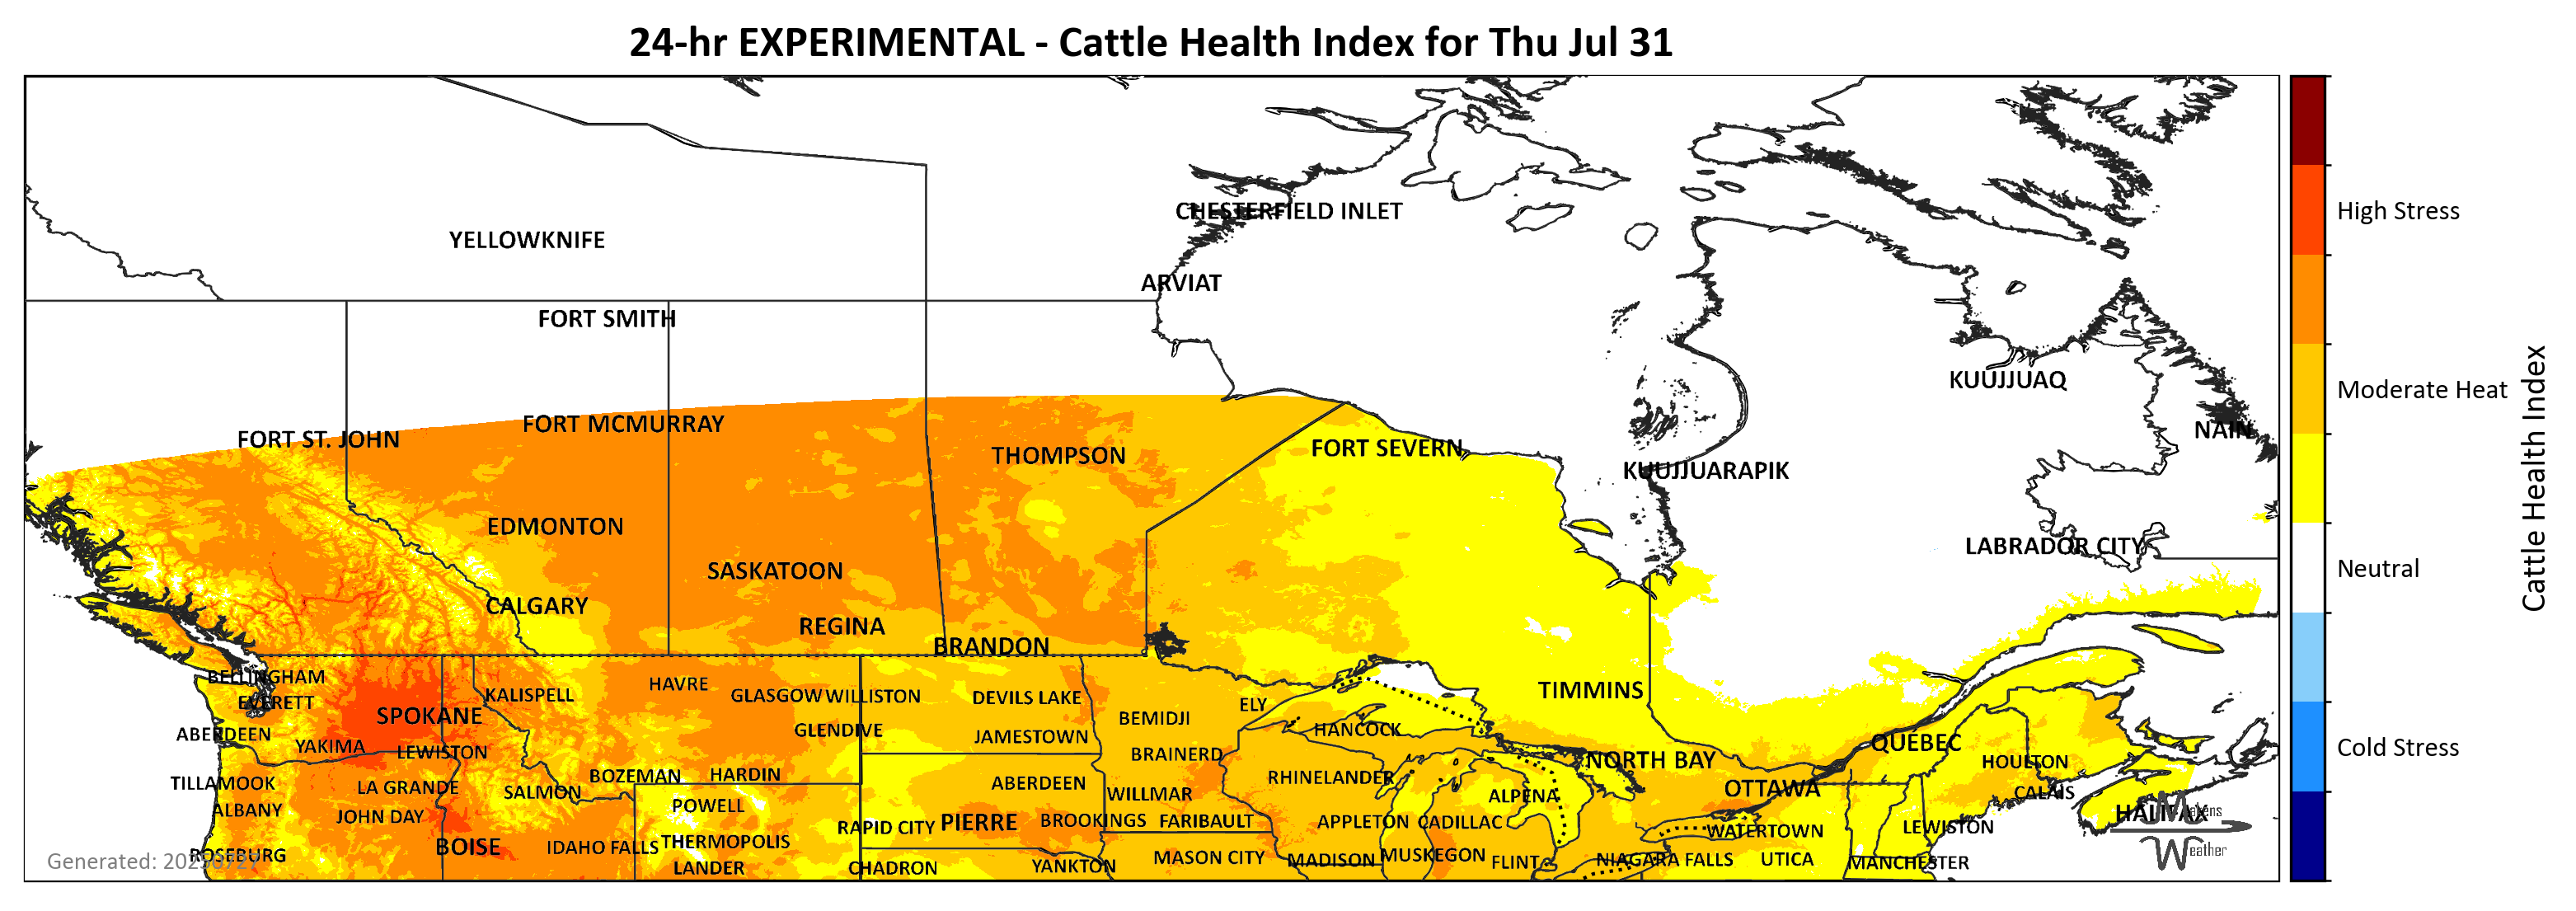 24-hr EXPERIMENTAL - Cattle Health Index for Thu Jul 31
CHESTERFIELD INLET
High Stress
YELLOWKNIFE
ARVIAT
FORT SMITH
KUUJJUAQ
Moderate Heat
FORT MCMURRAY
NAIN
FORT ST. JOHN
FORT SEVERN
THOMPSON
KUUJJUARAPIK
Cattle Health Index
EDMONTON
LABRADOR CITY
SASKATOON
Neutral
CALGARY
REGINA
BRANDON
BELLINGHAM
HAVRE
TIMMINS
KALISPELL
GLASGOW
WILLISTON
DEVILS LAKE
EVERETT
ELY
SPOKANE
BEMIDJI
GLENDIVE
HANCOCK
ABERDEEN
JAMESTOWN
QUEBEC
YAKIMA
LEWISTON
BRAINERD
Cold Stress
NORTH BAY
HOULTON
BOZEMAN
HARDIN
RHINELANDER
TILLAMOOK
LA GRANDE
ABERDEEN
OTTAWA
SALMON
WILLMAR
ALPENA
CALAIS
POWELL
ALBANY
JOHN DAY
HALIFAX
Makens
RAPID CITY
PIERRE
BROOKINGS
FARIBAULT
APPLETON
CADILLAC
WATERTOWN
LEWISTON
THERMOPOLIS
BOISE
IDAHO FALLS
Weather
ROSEBURG
MASON CITY
MADISON
MUSKEGON
FLINT
NIAGARA FALLS
UTICA
MANCHESTER
Generated:
LANDER
CHADRON
YANKTON